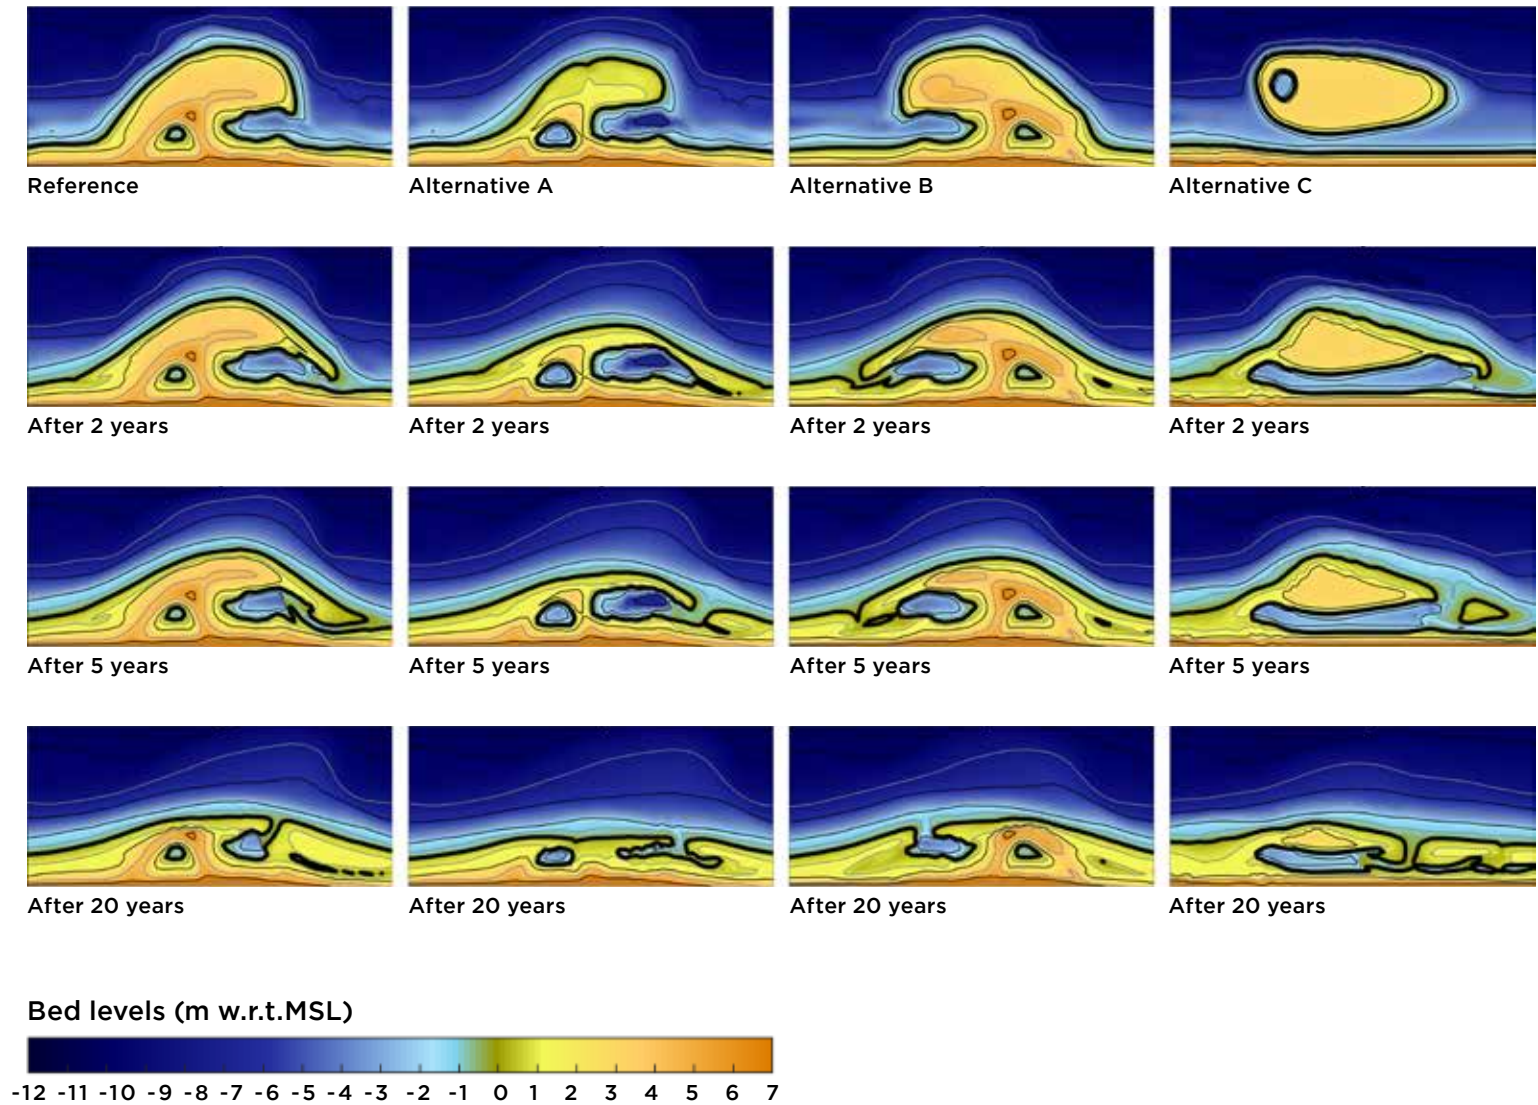 Reference Alternative A Alternative B Alternative C
After 2 years After 2 years After 2 years After 2 years
After 5 years After 5 years After 5 years After 5 years
After 20 years After 20 years After 20 years After 20 years
Bed levels (m w.r.t.MSL)
-12 -11 -10 -9 -8 -7 -6 -5 -4 -3 -2 -1 0 1 2 3 4 5 6 7